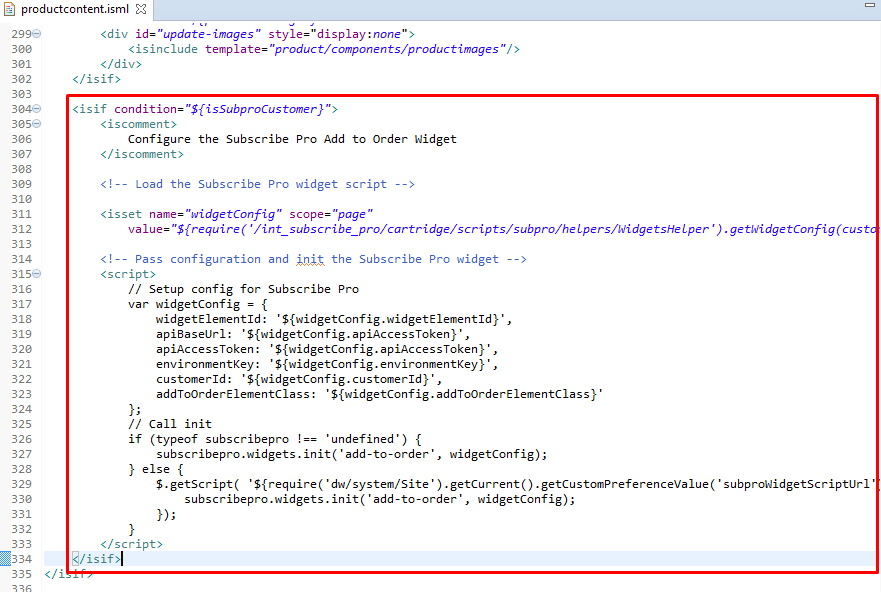 productcontent.isml
299 <div id="update-images" style="display:none">
300 <isinclude template="product/components/productimages"/>
301 </div>
302 </isif>
303
304 <isif condition="${isSubproCustomer}">
305 <iscomment>
306 Configure the Subscribe Pro Add to Order Widget
307 </iscomment>
308
309 <!-- Load the Subscribe Pro widget script -->
310
311 <isset name="widgetConfig" scope="page"
312 value="${require('/int_subscribe_pro/cartridge/scripts/subpro/helpers/WidgetsHelper').getWidgetConfig(custo
313
314 <!-- Pass configuration and init the Subscribe Pro widget -->
315 <script>
316 // Setup config for Subscribe Pro
317 var widgetConfig = {
318 widgetElementId: '${widgetConfig.widgetElementId}',
319 apiBaseUrl: '${widgetConfig.apiAccessToken}',
320 apiAccessToken: '${widgetConfig.apiAccessToken}',
321 environmentKey: '${widgetConfig.environmentKey}',
322 customerId: '${widgetConfig.customerId}',
323 addToOrderElementClass: '${widgetConfig.addToOrderElementClass}'
324 };
325 // Call init
326 if (typeof subscribepro !== 'undefined') {
327 subscribepro.widgets.init('add-to-order', widgetConfig);
328 } else {
329 $.getScript( '${require('dw/system/Site').getCurrent().getCustomPreferenceValue('subproWidgetScriptUrl')
330 subscribepro.widgets.init('add-to-order', widgetConfig);
331 });
332 }
333 </script>
334 </isif>
335 </isif>
336